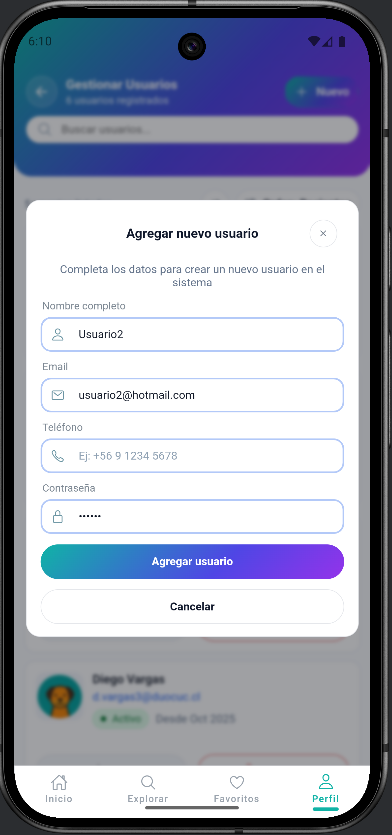 6:10
Gestionar Usuarios
6 usuarios registrados
Nuevo
Buscar usuarios...
Agregar nuevo usuario
Completa los datos para crear un nuevo usuario en el
sistema
Nombre completo
Usuario2
Email
usuario2@hotmail.com
Teléfono
Ej: +56 9 1234 5678
Contraseña
••••••
Agregar usuario
Cancelar
Diego Vargas
d.vargas3@duocuc.cl
Activo Desde Oct 2025
Inicio Explorar Favoritos Perfil